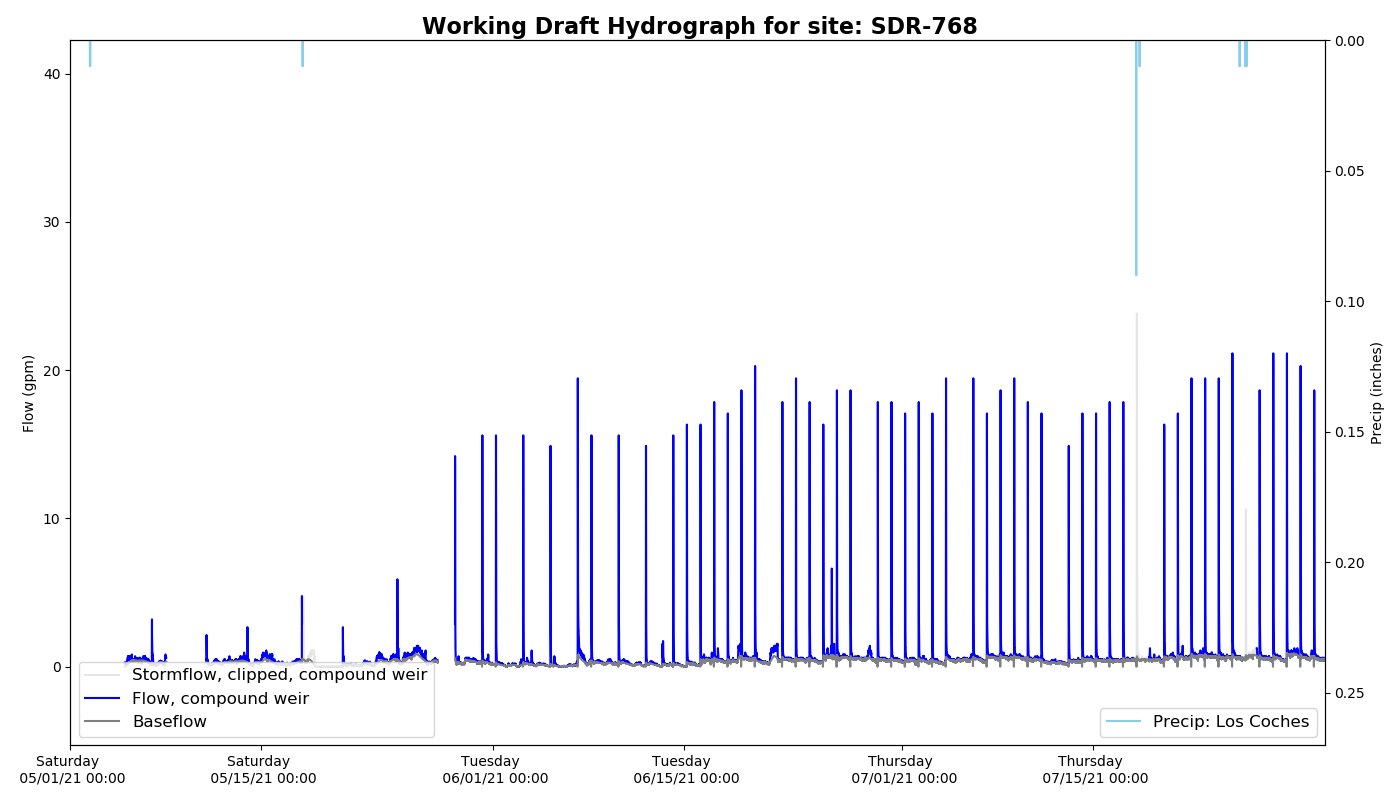 Working Draft Hydrograph for site: SDR-768
40
30
20
10
0
Flow (gpm)
0.00
0.05
0.10
0.15
0.20
0.25
Precip (inches)
Stormflow, clipped, compound weir
Flow, compound weir
Baseflow
Precip: Los Coches
Saturday
05/01/21 00:00
Saturday
05/15/21 00:00
Tuesday
06/01/21 00:00
Tuesday
06/15/21 00:00
Thursday
07/01/21 00:00
Thursday
07/15/21 00:00